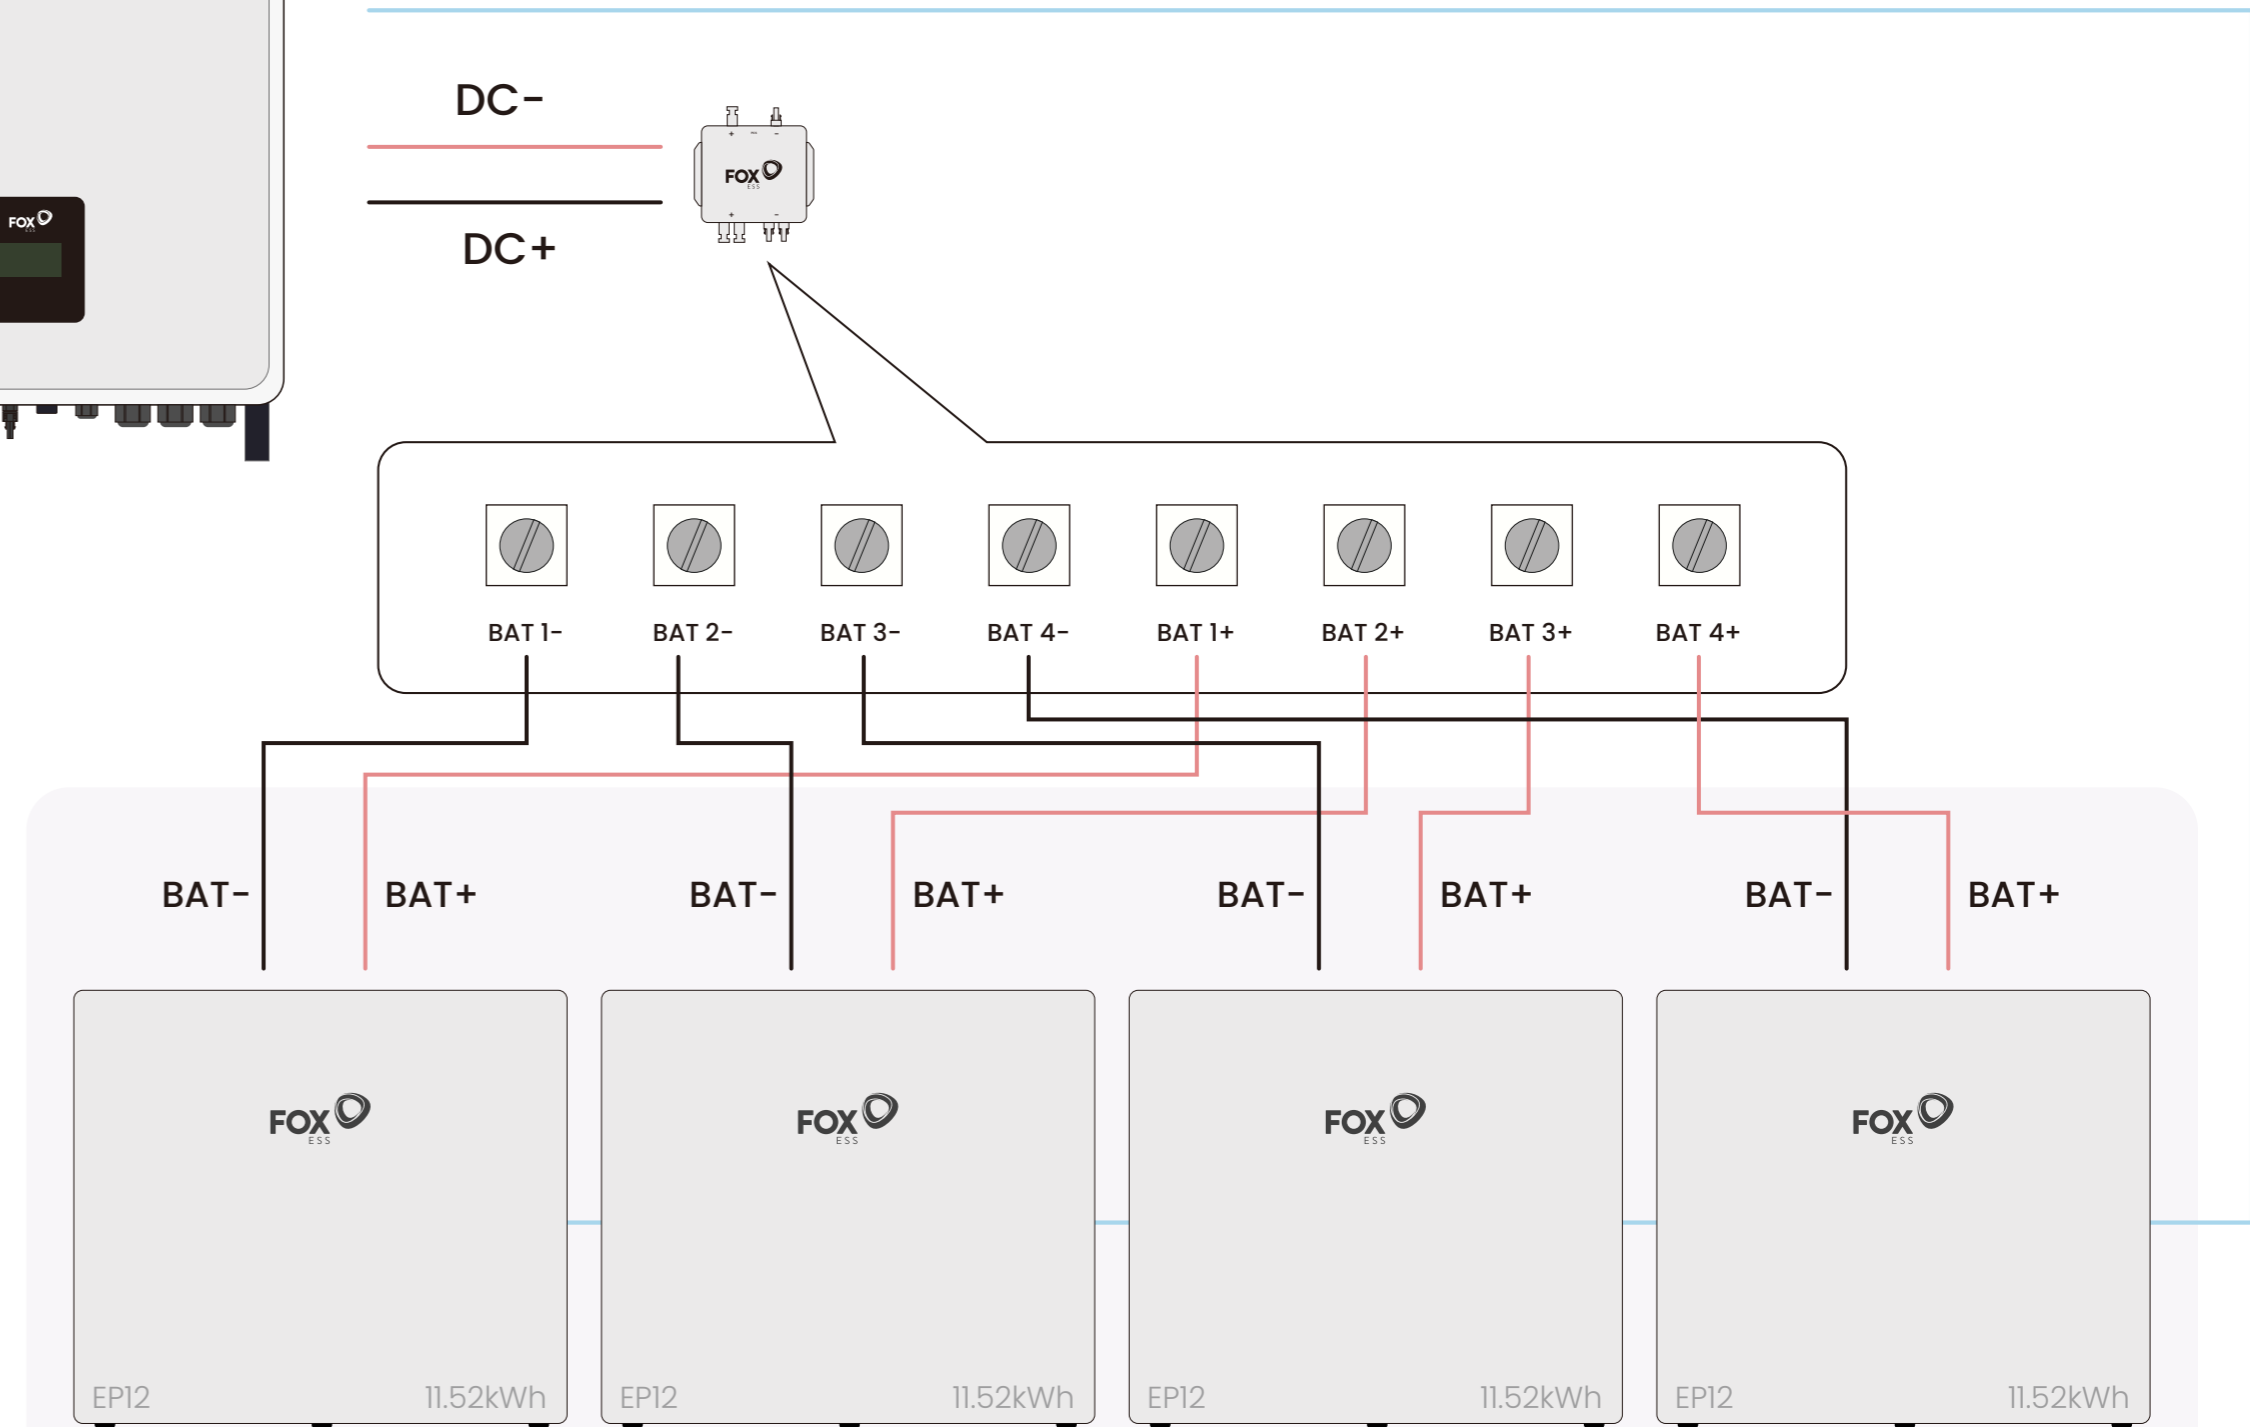 DC-
FOX
ESS
FOX
ESS
DC+
BAT 1-
BAT 2-
BAT 3-
BAT 4-
BAT 1+
BAT 2+
BAT 3+
BAT 4+
BAT-
BAT+
BAT-
BAT+
BAT-
BAT+
BAT-
BAT+
FOX
ESS
FOX
ESS
FOX
ESS
FOX
ESS
EP12
11.52kWh
EP12
11.52kWh
EP12
11.52kWh
EP12
11.52kWh